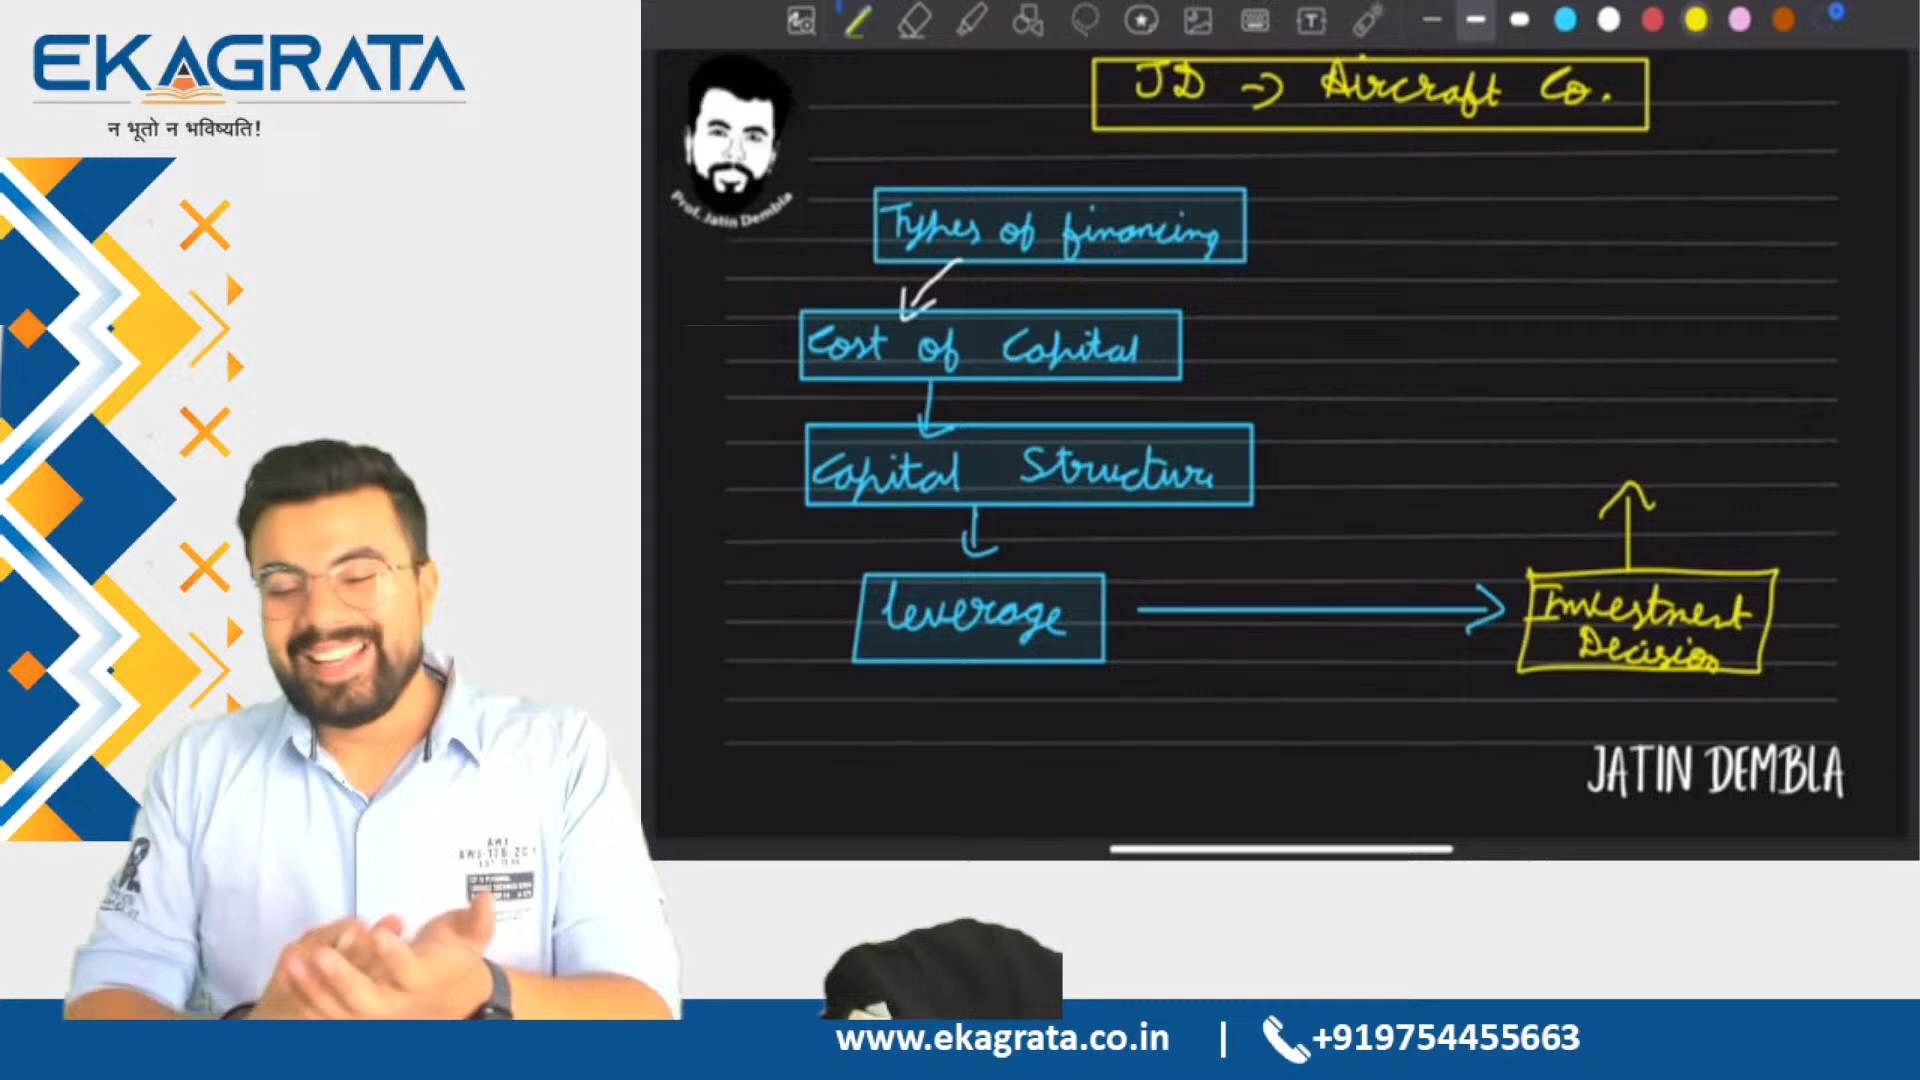 EKAGRATA
न भूतो न भविष्यति!
JD → Aircraft Co.
Prof. Jatin Dembla
Types of financing
Cost of Capital
Capital Structure
leverage
Investment
Decision
JATIN DEMBLA
AWJ
www.ekagrata.co.in | +919754455663